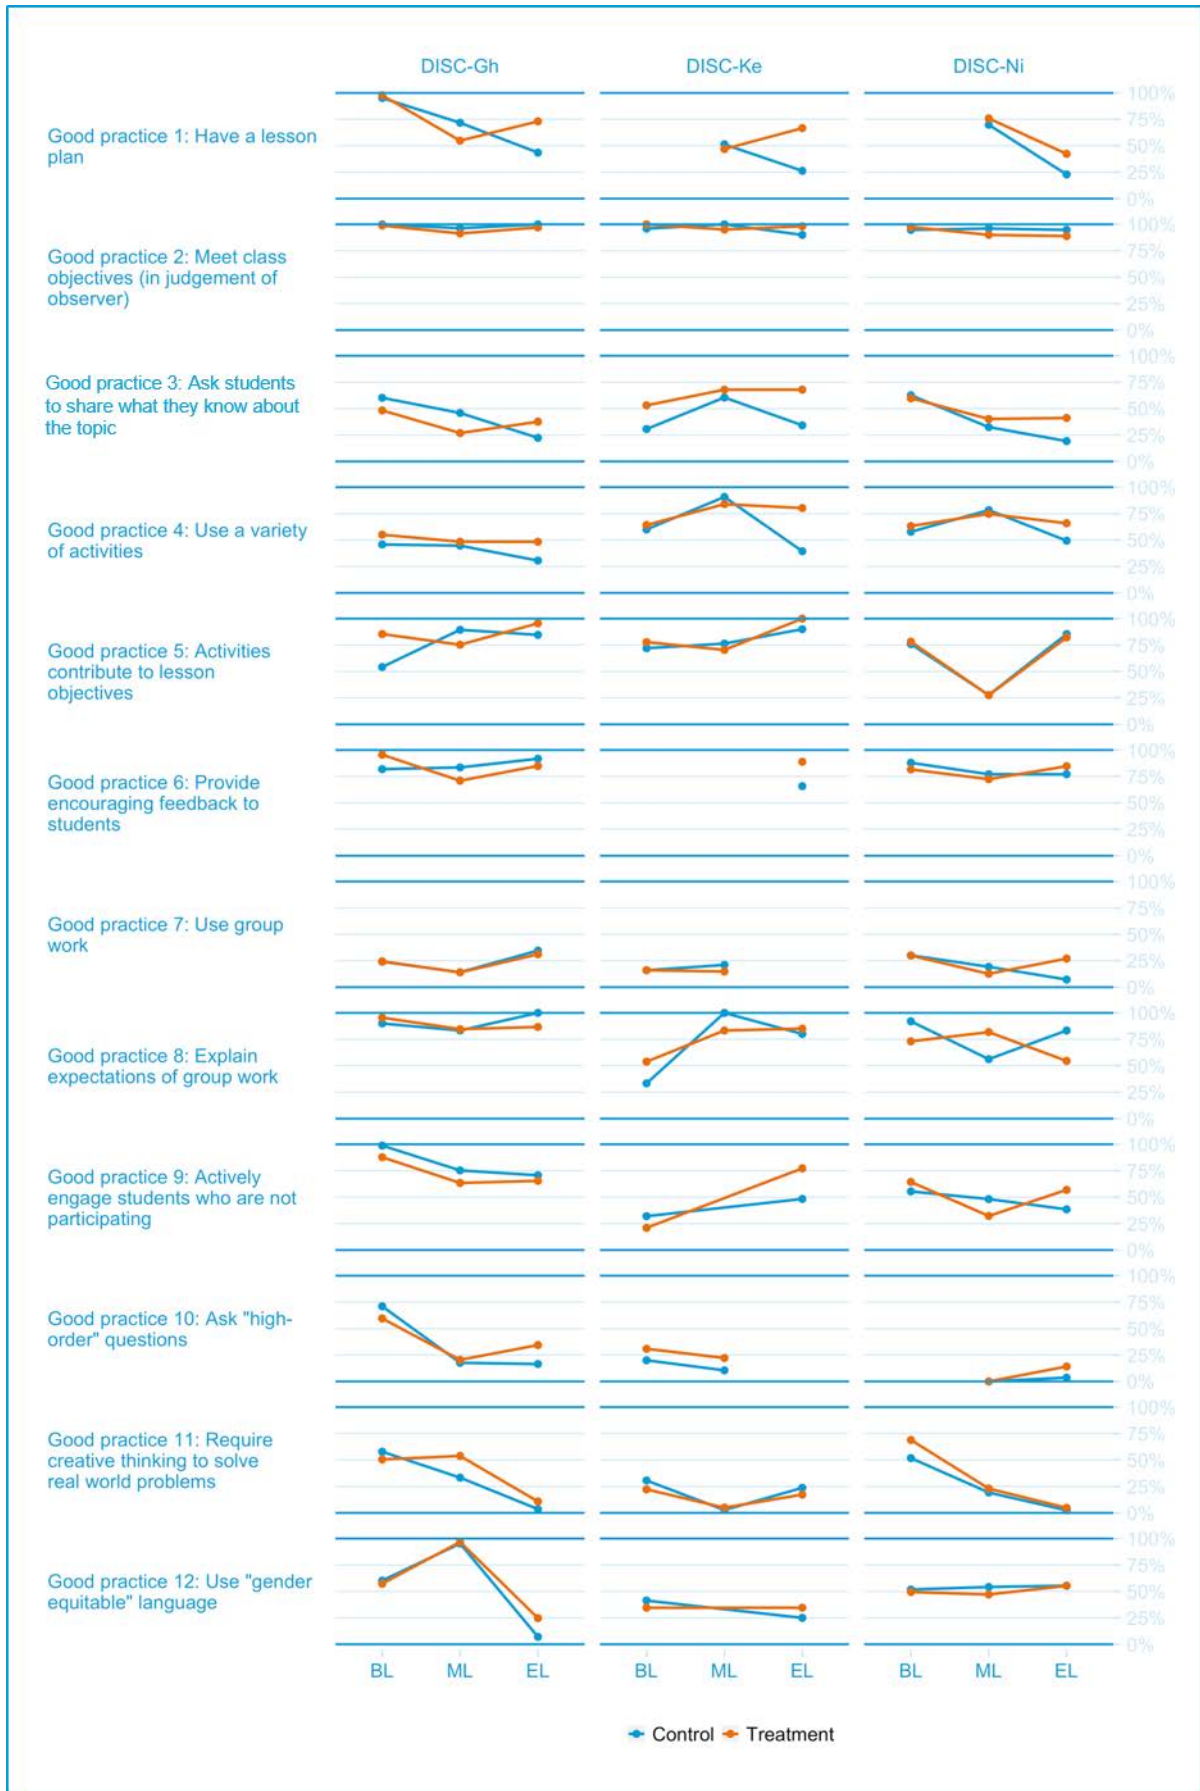 DISC-Gh DISC-Ke DISC-Ni
Good practice 1: Have a lesson
plan
100%
75%
50%
25%
0%
Good practice 2: Meet class
objectives (in judgement of
observer)
100%
75%
50%
25%
0%
Good practice 3: Ask students
to share what they know about
the topic
100%
75%
50%
25%
0%
Good practice 4: Use a variety
of activities
100%
75%
50%
25%
0%
Good practice 5: Activities
contribute to lesson
objectives
100%
75%
50%
25%
0%
Good practice 6: Provide
encouraging feedback to
students
100%
75%
50%
25%
0%
Good practice 7: Use group
work
100%
75%
50%
25%
0%
Good practice 8: Explain
expectations of group work
100%
75%
50%
25%
0%
Good practice 9: Actively
engage students who are not
participating
100%
75%
50%
25%
0%
Good practice 10: Ask "high-
order" questions
100%
75%
50%
25%
0%
Good practice 11: Require
creative thinking to solve
real world problems
100%
75%
50%
25%
0%
Good practice 12: Use "gender
equitable" language
100%
75%
50%
25%
0%
BL ML EL BL ML EL BL ML EL
Control Treatment